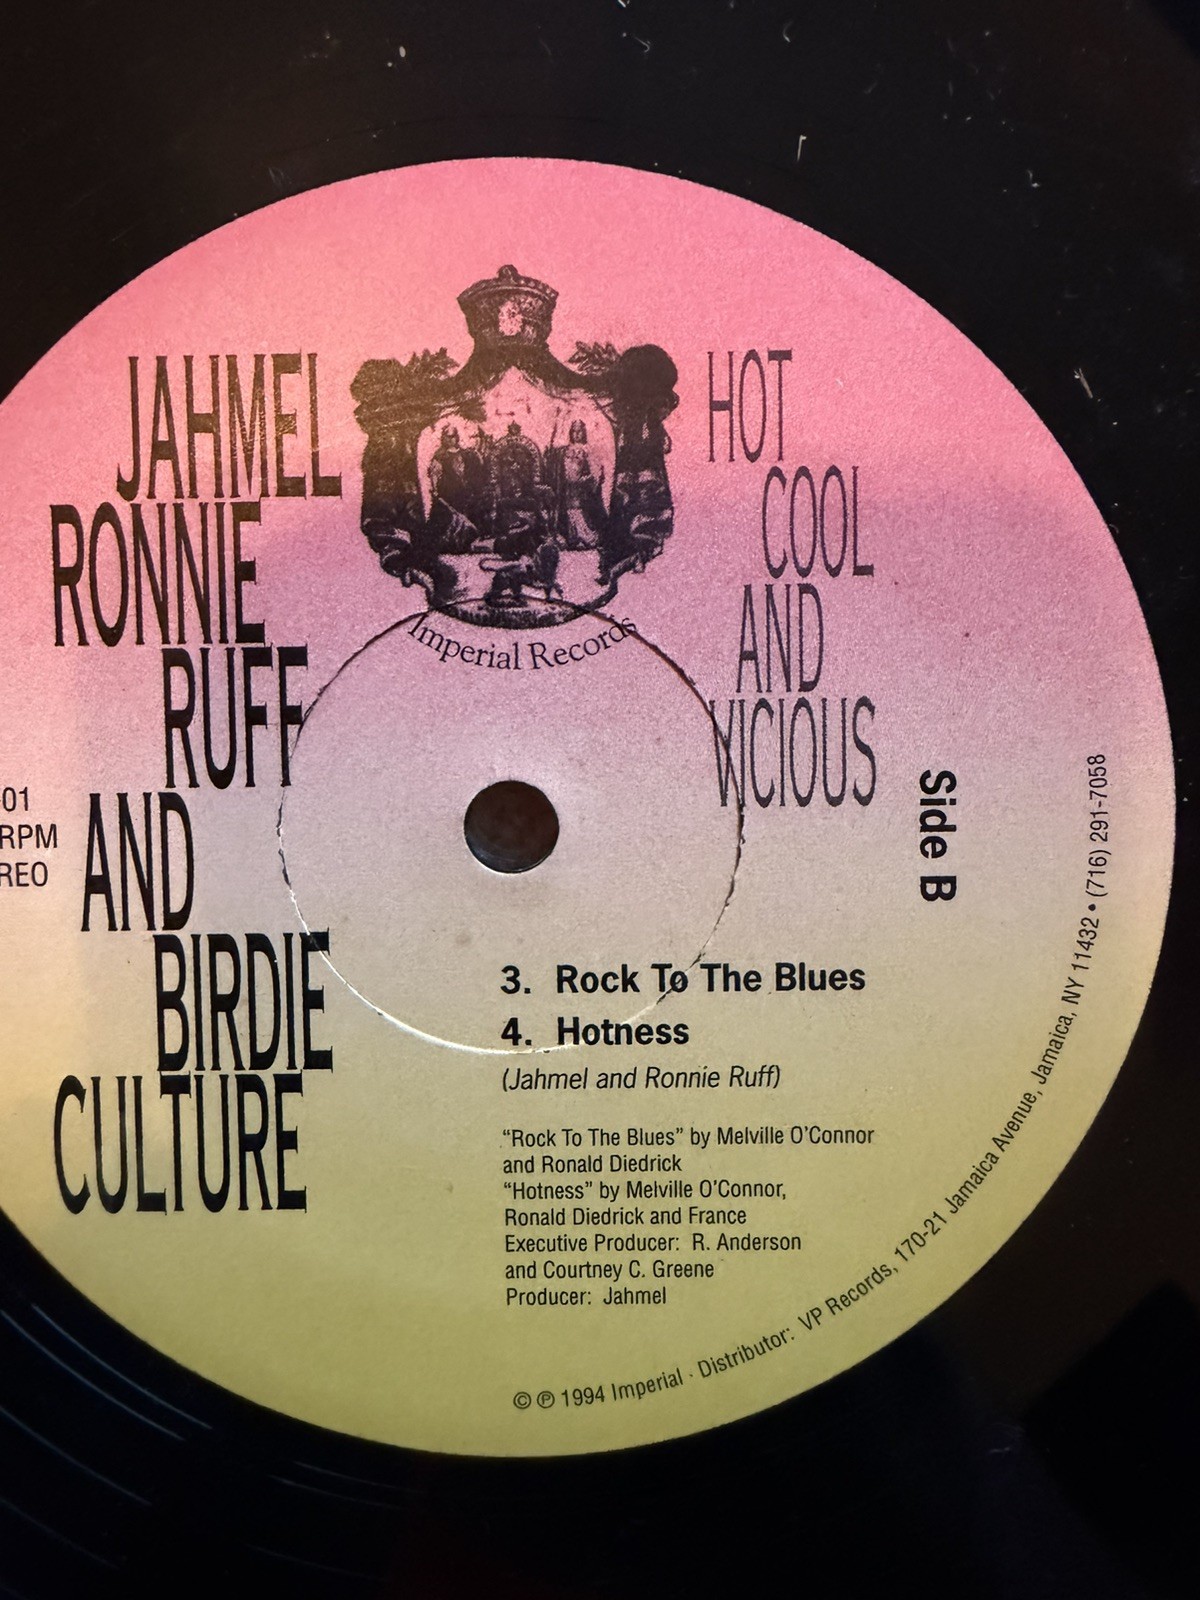 JAHMEL
RONNIE
RUFF
AND
BIRDIE
CULTURE
Imperial Records
HOT
COOL
AND
VICIOUS
01
RPM
REO
Side B
3. Rock To The Blues
4. Hotness
(Jahmel and Ronnie Ruff)
"Rock To The Blues" by Melville O'Connor
and Ronald Diedrick
"Hotness" by Melville O'Connor,
Ronald Diedrick and France
Executive Producer: R. Anderson
and Courtney C. Greene
Producer: Jahmel
© ℗ 1994 Imperial · Distributor: VP Records, 170-21 Jamaica Avenue, Jamaica, NY 11432 • (716) 291-7058